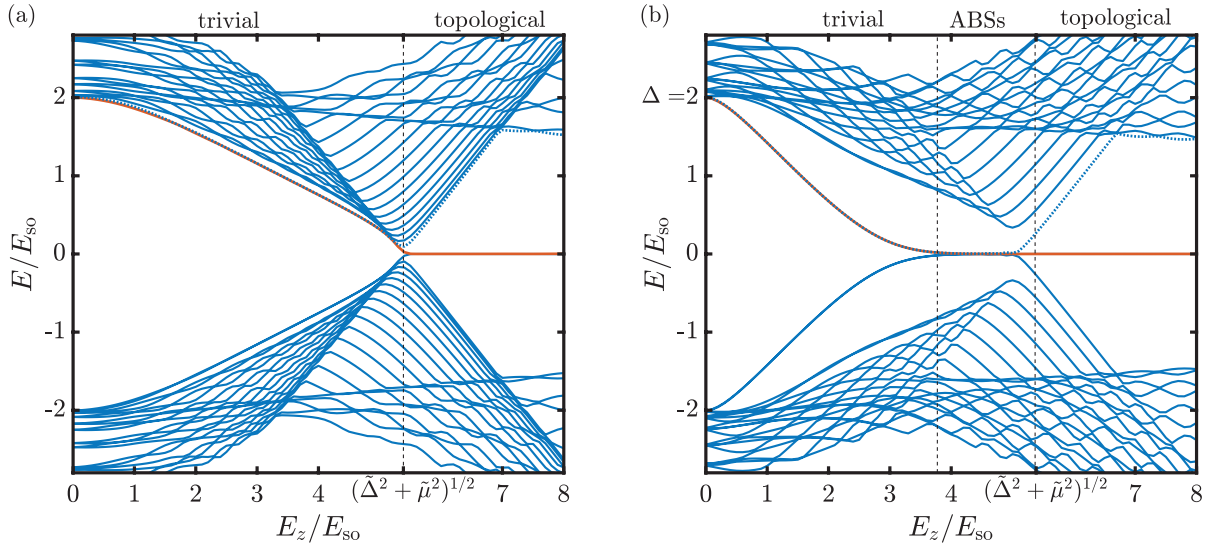 (a) trivial topological
2
1
0
-1
-2
E/E_so
0 1 2 3 4 (Δ̃² + μ̃²)^{1/2} 7 8
E_z/E_so
(b) trivial ABSs topological
Δ = 2
1
0
-1
-2
E/E_so
0 1 2 3 4 (Δ̃² + μ̃²)^{1/2} 7 8
E_z/E_so